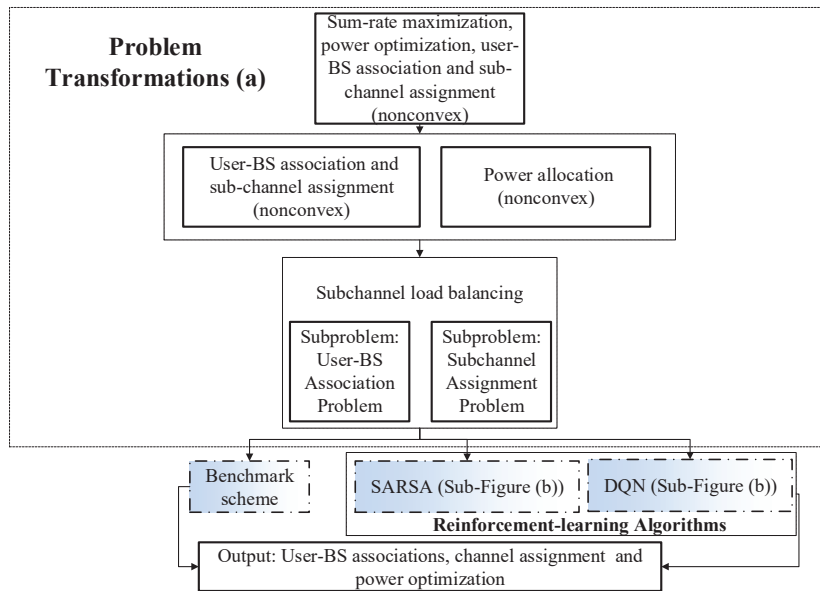 Problem
Transformations (a)
Sum-rate maximization,
power optimization, user-
BS association and sub-
channel assignment
(nonconvex)
User-BS association and
sub-channel assignment
(nonconvex)
Power allocation
(nonconvex)
Subchannel load balancing
Subproblem:
User-BS
Association
Problem
Subproblem:
Subchannel
Assignment
Problem
Benchmark
scheme
SARSA (Sub-Figure (b))
DQN (Sub-Figure (b))
Reinforcement-learning Algorithms
Output: User-BS associations, channel assignment and
power optimization